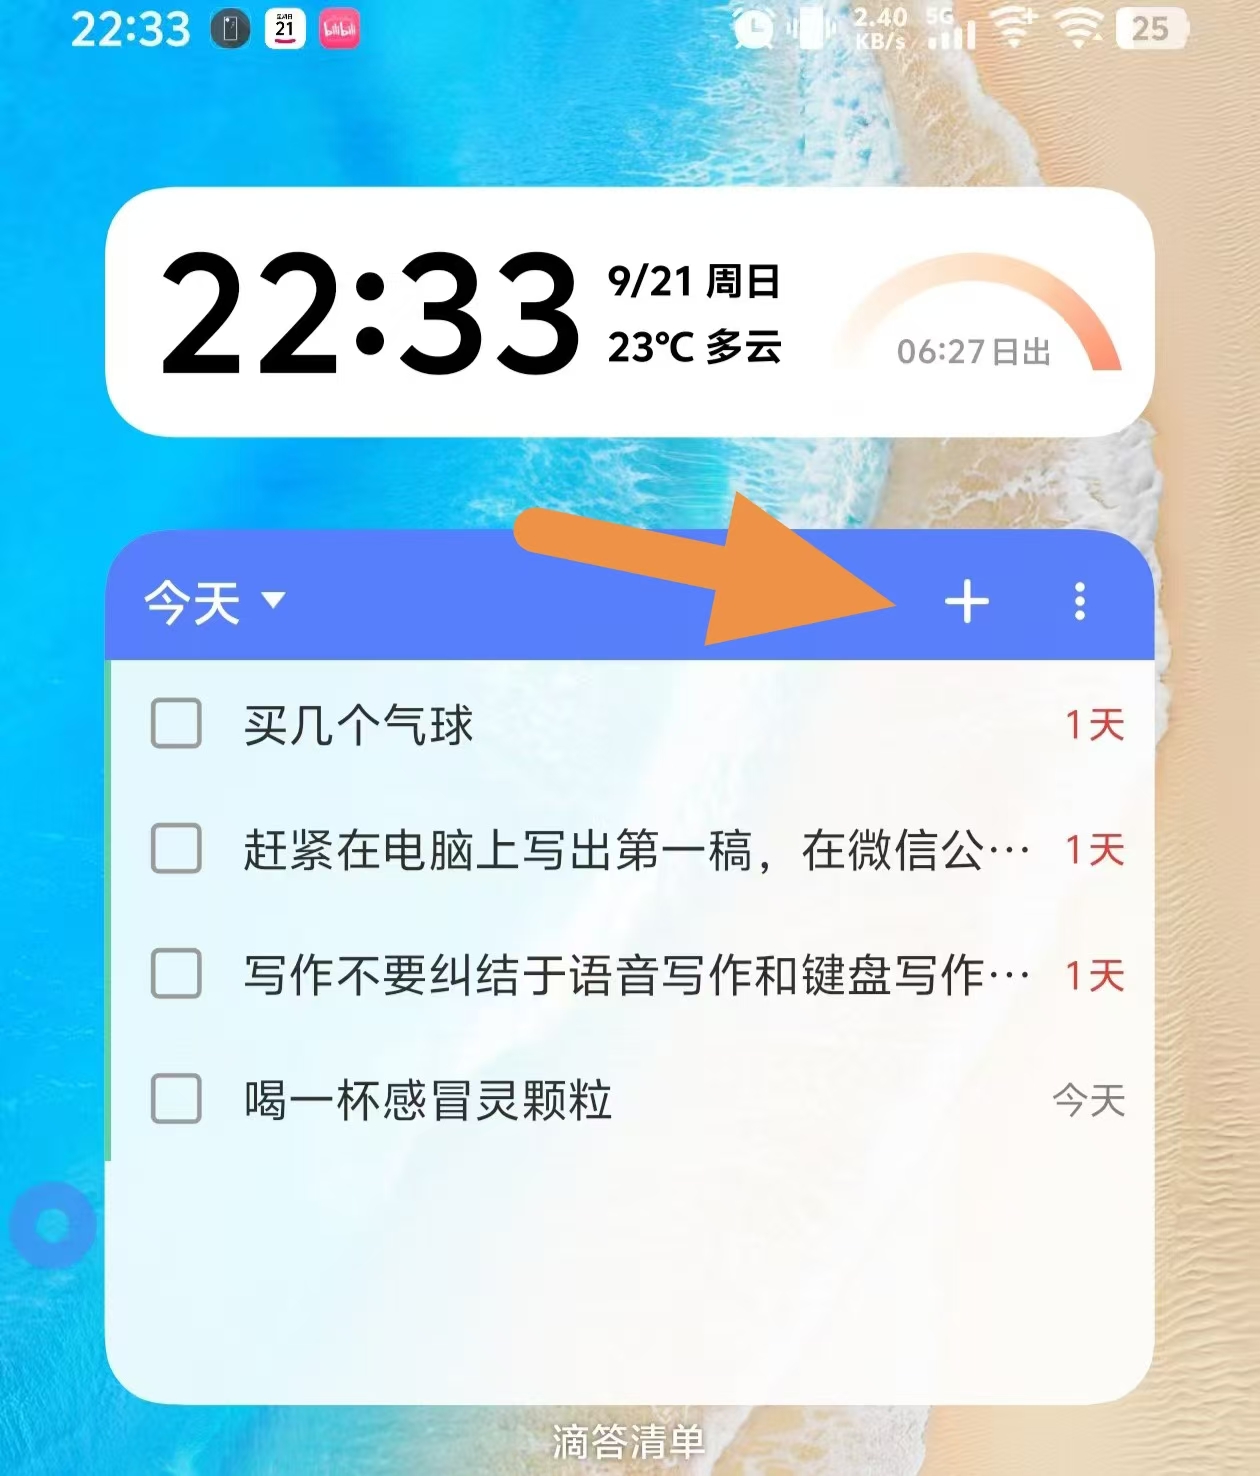 22:33 21 bilibili 2.40 KB/s 5G 25
22:33
9/21 周日
23℃ 多云
06:27日出
今天
买几个气球 1天
赶紧在电脑上写出第一稿，在微信公… 1天
写作不要纠结于语音写作和键盘写作… 1天
喝一杯感冒灵颗粒 今天
滴答清单